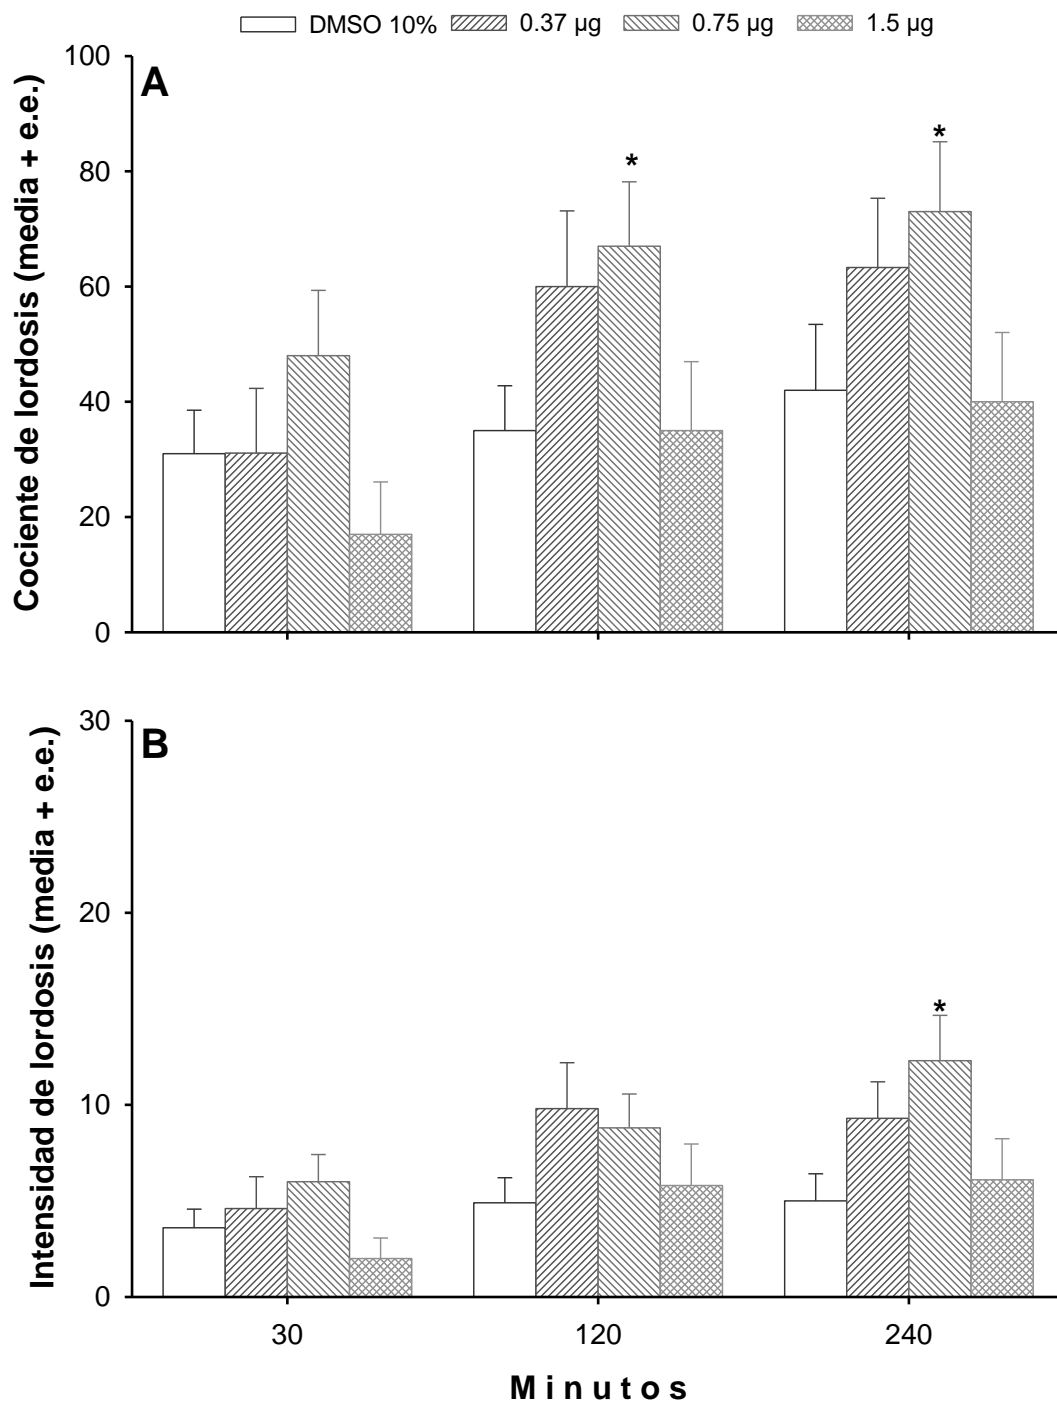 DMSO 10% 0.37 µg 0.75 µg 1.5 µg
A
Cociente de lordosis (media + e.e.)
100
80
60
40
20
0
* *
B
Intensidad de lordosis (media + e.e.)
30
20
10
0
*
30 120 240
Minutos